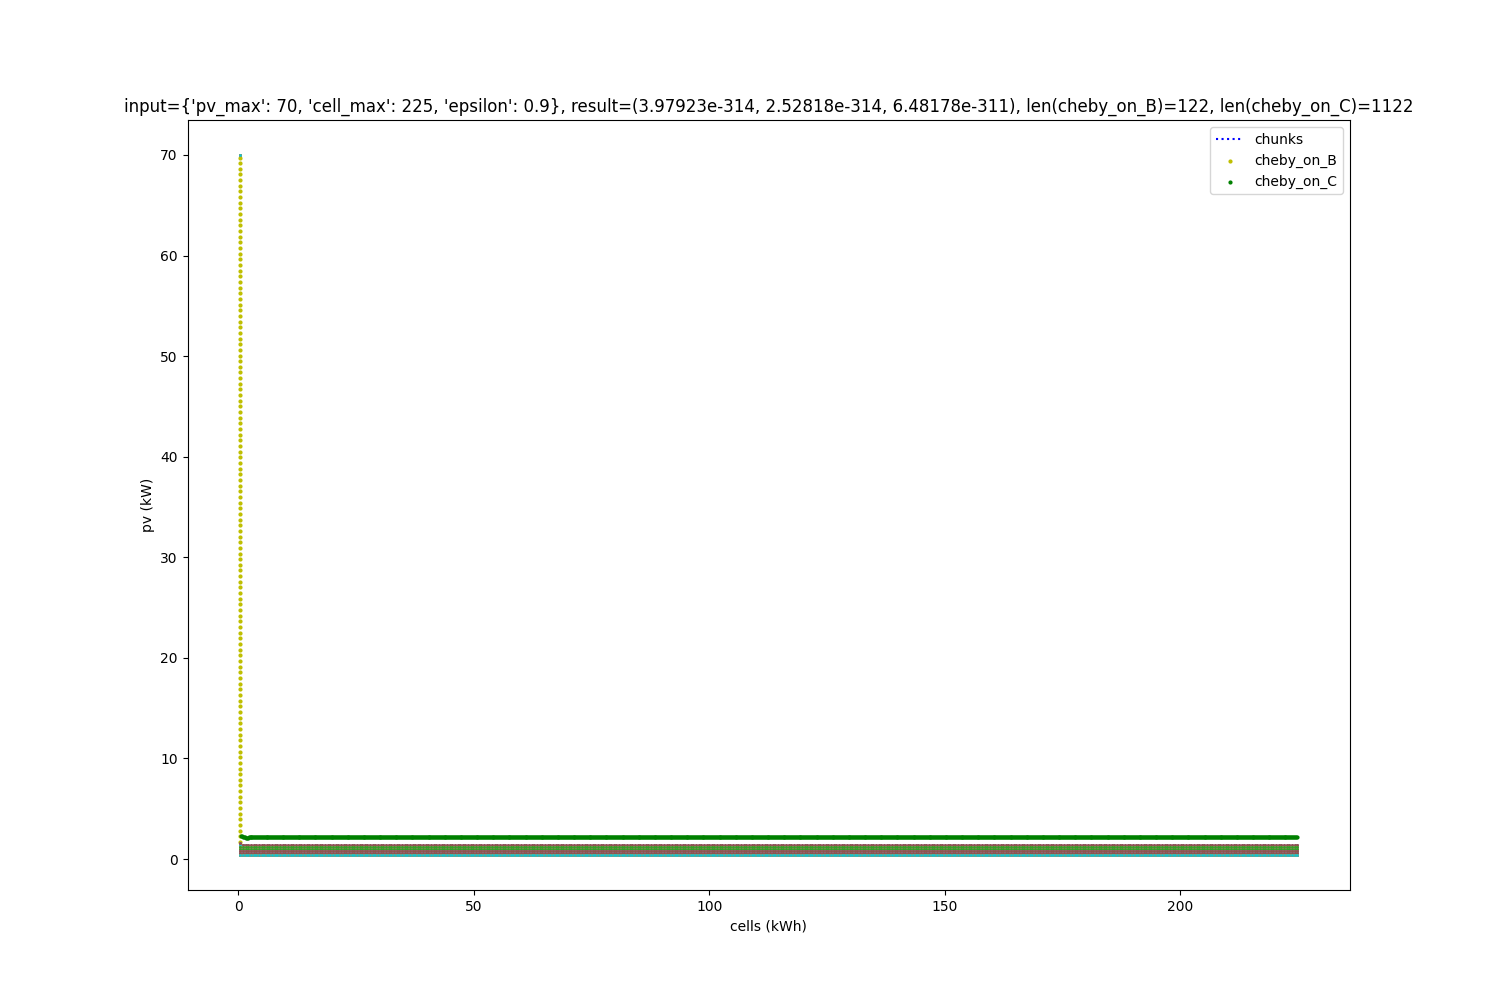 input={'pv_max': 70, 'cell_max': 225, 'epsilon': 0.9}, result=(3.97923e-314, 2.52818e-314, 6.48178e-311), len(cheby_on_B)=122, len(cheby_on_C)=1122
chunks
cheby_on_B
cheby_on_C
70
60
50
40
30
20
10
0
pv (kW)
0 50 100 150 200
cells (kWh)